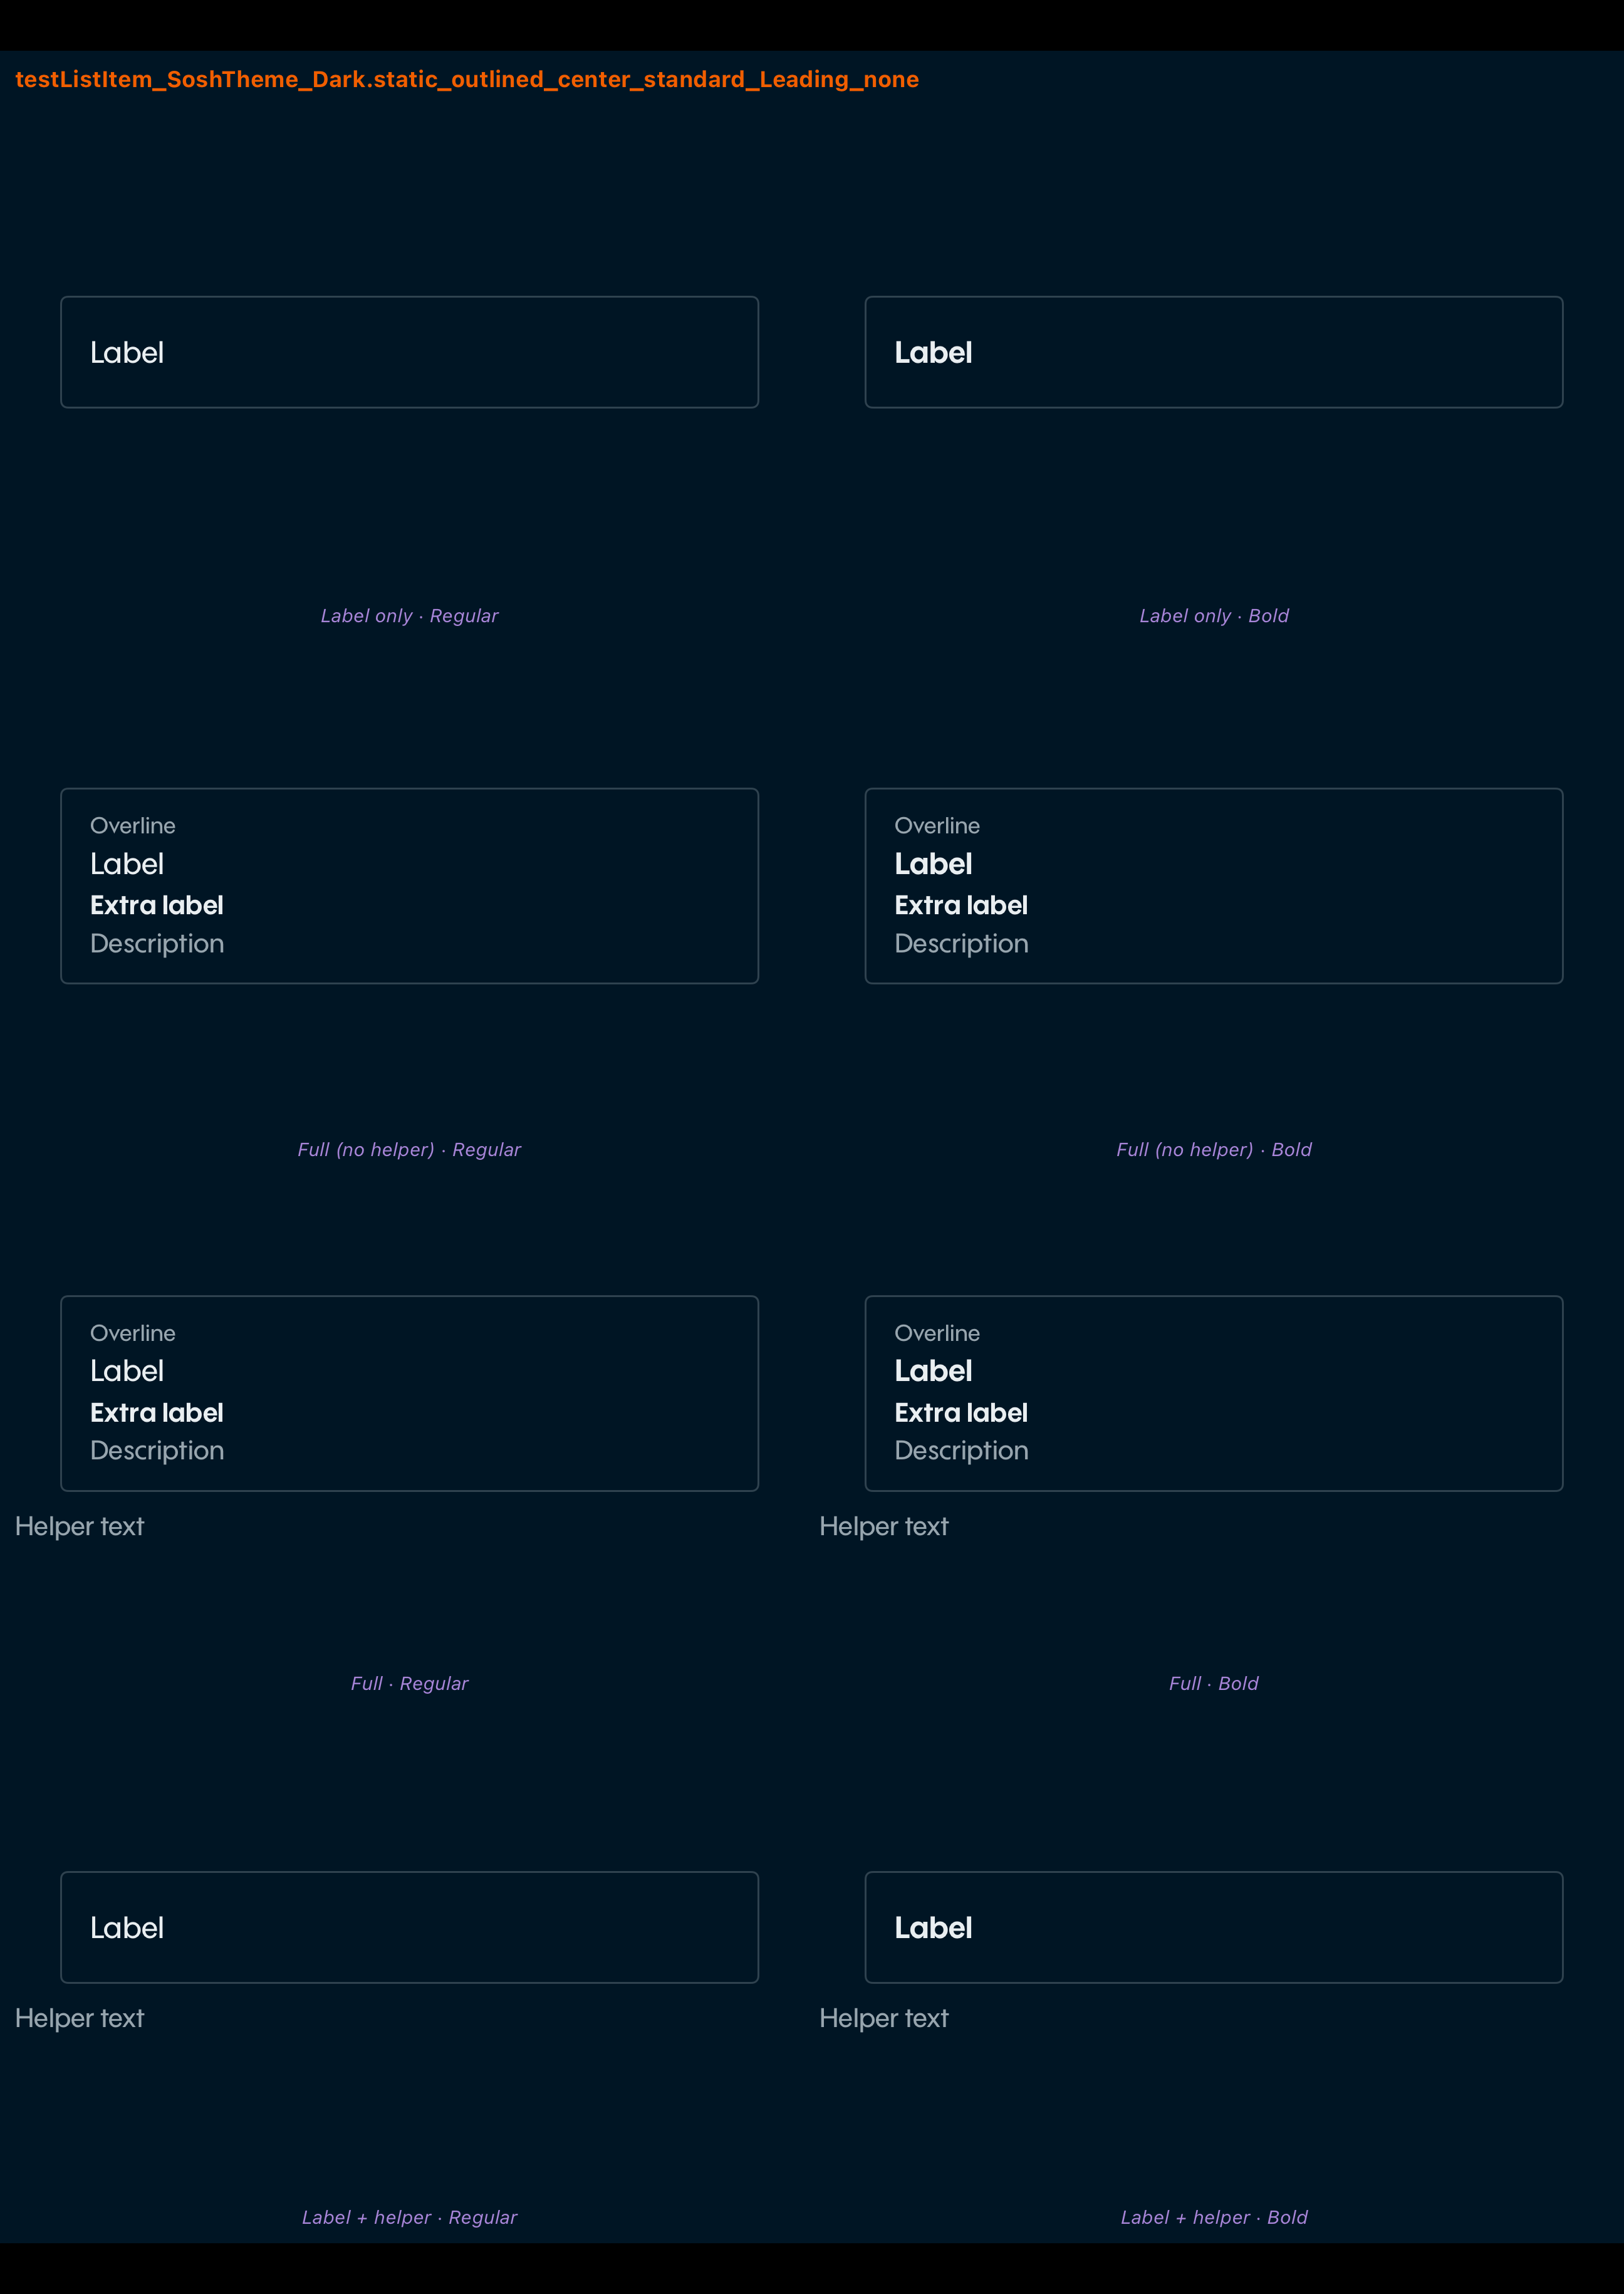 testListItem_SoshTheme_Dark.static_outlined_center_standard_Leading_none
Label
Label
Label only · Regular
Label only · Bold
Overline
Label
Extra label
Description
Overline
Label
Extra label
Description
Full (no helper) · Regular
Full (no helper) · Bold
Overline
Label
Extra label
Description
Helper text
Overline
Label
Extra label
Description
Helper text
Full · Regular
Full · Bold
Label
Helper text
Label
Helper text
Label + helper · Regular
Label + helper · Bold